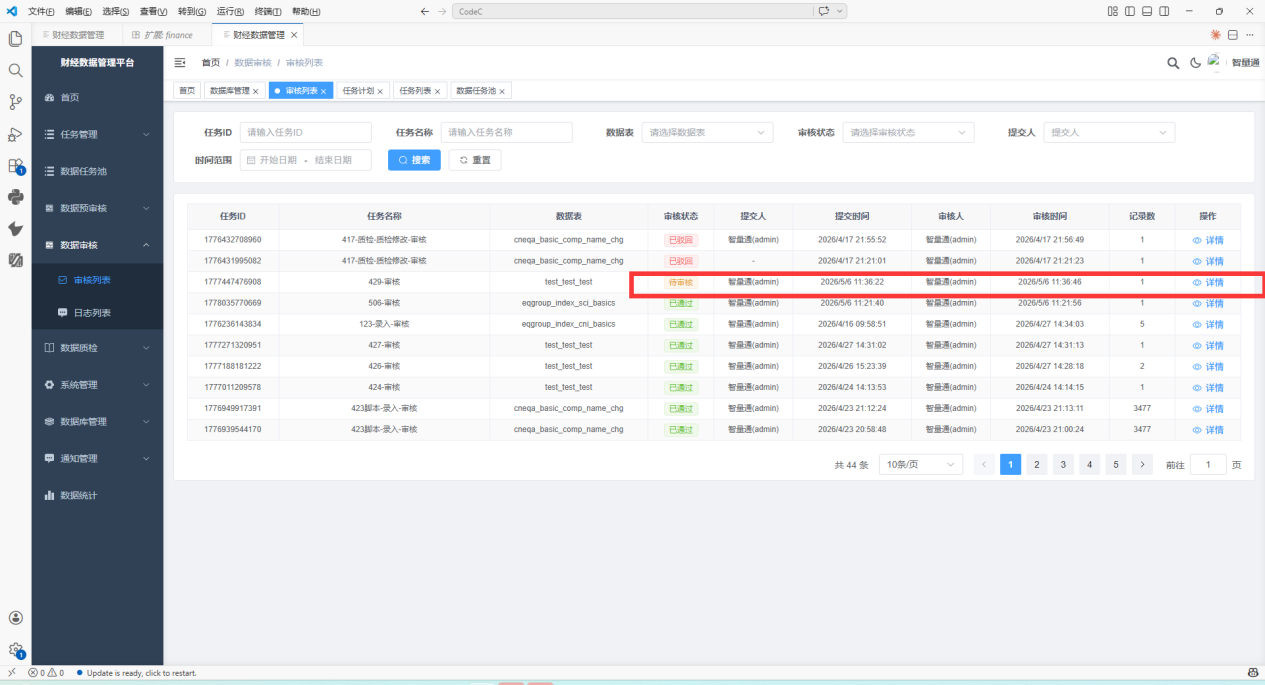 文件(F) 编辑(E) 选择(S) 查看(V) 转到(G) 运行(R) 终端(T) 帮助(H) CodeC
财经数据管理 扩展: finance 财经数据管理
财经数据管理平台
首页
任务管理
数据任务池
数据预审核
数据审核
审核列表
日志列表
数据质检
系统管理
数据库管理
通知管理
数据统计
首页 / 数据审核 / 审核列表 智量通
首页 数据库管理 审核列表 任务计划 任务列表 数据任务池
任务ID 请输入任务ID 任务名称 请输入任务名称 数据表 请选择数据表 审核状态 请选择审核状态 提交人 提交人
时间范围 开始日期 - 结束日期 搜索 重置
任务ID 任务名称 数据表 审核状态 提交人 提交时间 审核人 审核时间 记录数 操作
1776432708960 417-质检-质检修改-审核 cneqa_basic_comp_name_chg 已驳回 智量通(admin) 2026/4/17 21:55:52 智量通(admin) 2026/4/17 21:56:49 1 详情
1776431995082 417-质检-质检修改-审核 cneqa_basic_comp_name_chg 已驳回 - 2026/4/17 21:21:01 智量通(admin) 2026/4/17 21:21:23 1 详情
1777447476908 429-审核 test_test_test 待审核 智量通(admin) 2026/5/6 11:36:22 智量通(admin) 2026/5/6 11:36:46 1 详情
1778035770669 506-审核 eqgroup_index_sci_basics 已通过 智量通(admin) 2026/5/6 11:21:40 智量通(admin) 2026/5/6 11:21:56 1 详情
1776236143834 123-录入-审核 eqgroup_index_cni_basics 已通过 智量通(admin) 2026/4/16 09:58:51 智量通(admin) 2026/4/27 14:34:03 5 详情
1777271320951 427-审核 test_test_test 已通过 智量通(admin) 2026/4/27 14:31:02 智量通(admin) 2026/4/27 14:31:13 1 详情
1777188181222 426-审核 test_test_test 已通过 智量通(admin) 2026/4/26 15:23:39 智量通(admin) 2026/4/27 14:28:18 2 详情
1777011209578 424-审核 test_test_test 已通过 智量通(admin) 2026/4/24 14:13:53 智量通(admin) 2026/4/24 14:14:15 1 详情
1776949917391 423脚本-录入-审核 cneqa_basic_comp_name_chg 已通过 智量通(admin) 2026/4/23 21:12:24 智量通(admin) 2026/4/23 21:13:11 3477 详情
1776939544170 423脚本-录入-审核 cneqa_basic_comp_name_chg 已通过 智量通(admin) 2026/4/23 20:58:48 智量通(admin) 2026/4/23 21:00:24 3477 详情
共 44 条 10条/页 1 2 3 4 5 前往 1 页
0 0 Update is ready, click to restart.